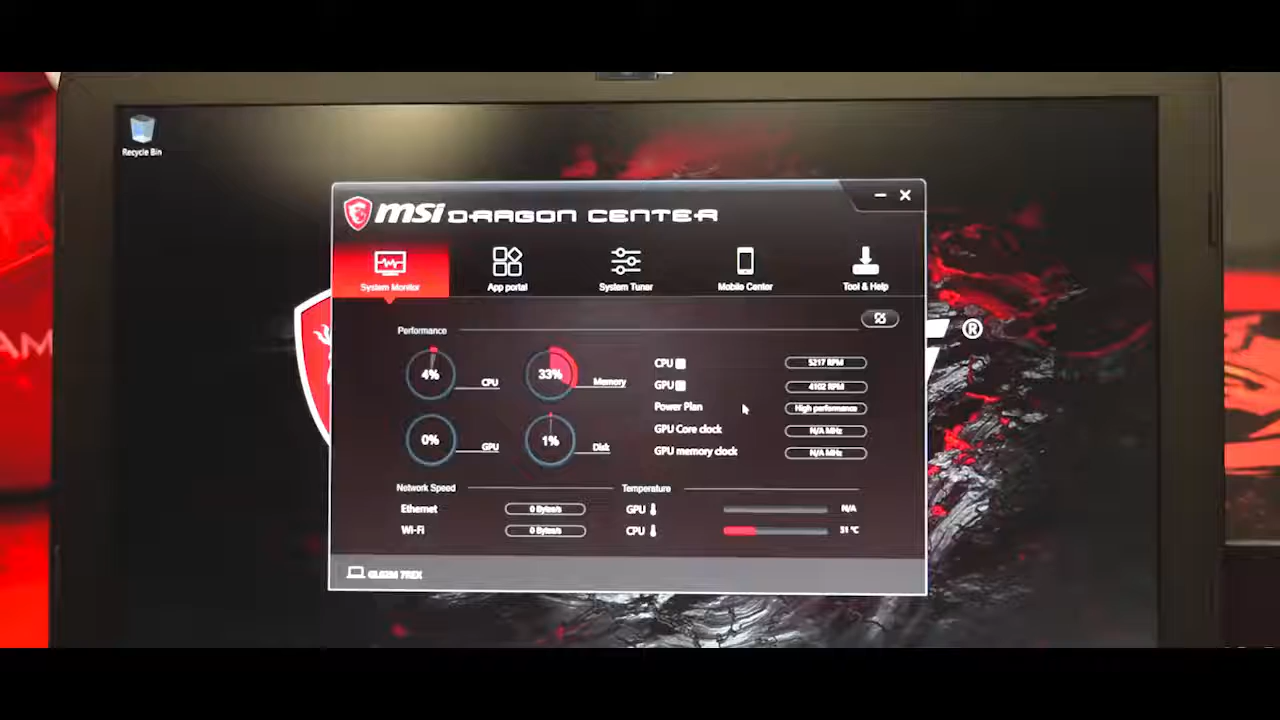 Recycle Bin
msi DRAGON CENTER
System Monitor
App portal
System Tuner
Mobile Center
Tool & Help
®
Performance
4%
CPU
33%
Memory
0%
GPU
1%
Disk
CPU 5217 RPM
GPU 4102 RPM
Power Plan High performance
GPU Core clock N/A MHz
GPU memory clock N/A MHz
Network Speed
Ethernet 0 Bytes/s
Wi-Fi 0 Bytes/s
Temperature
GPU N/A
CPU 31 °C
AM